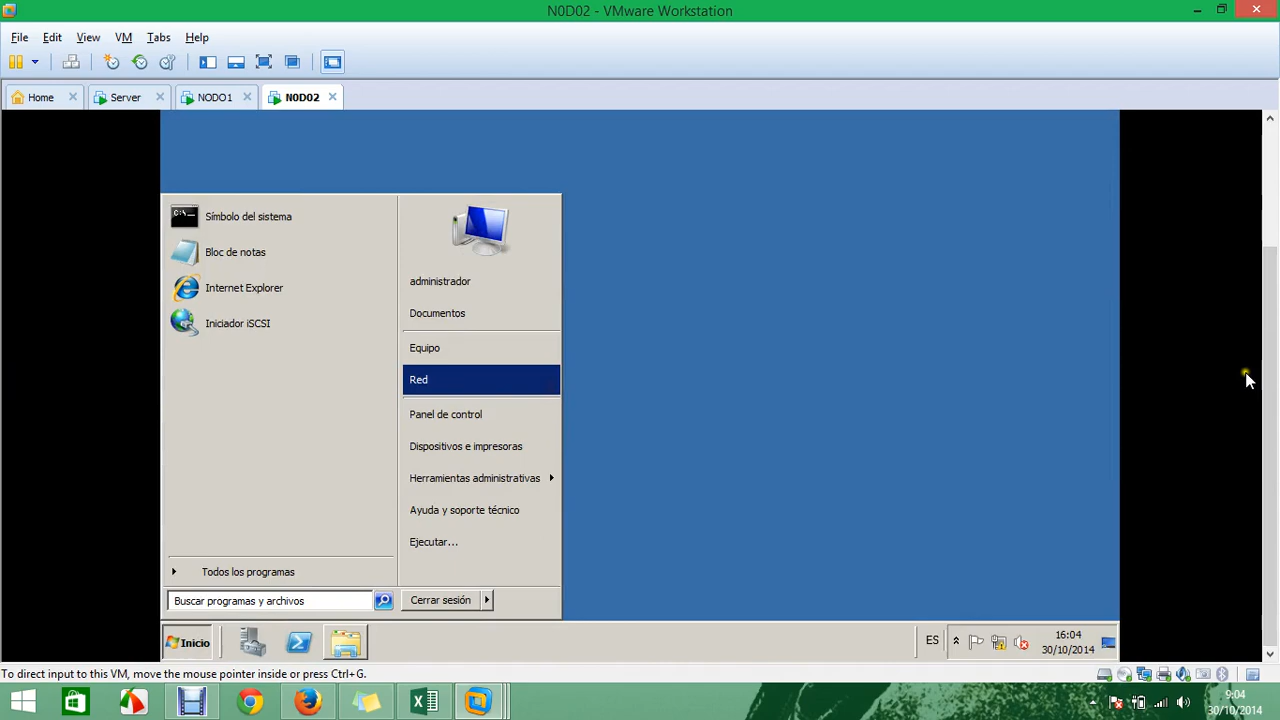 N0D02 - VMware Workstation
File Edit View VM Tabs Help
Home Server NODO1 N0D02
Símbolo del sistema
Bloc de notas
Internet Explorer
Iniciador iSCSI
Todos los programas
Buscar programas y archivos
administrador
Documentos
Equipo
Red
Panel de control
Dispositivos e impresoras
Herramientas administrativas
Ayuda y soporte técnico
Ejecutar...
Cerrar sesión
Inicio
ES
16:04
30/10/2014
To direct input to this VM, move the mouse pointer inside or press Ctrl+G.
9:04
30/10/2014